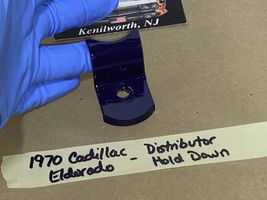 Kenilworth, NJ
1970 Cadillac
Eldorado
- Distributor
Hold Down